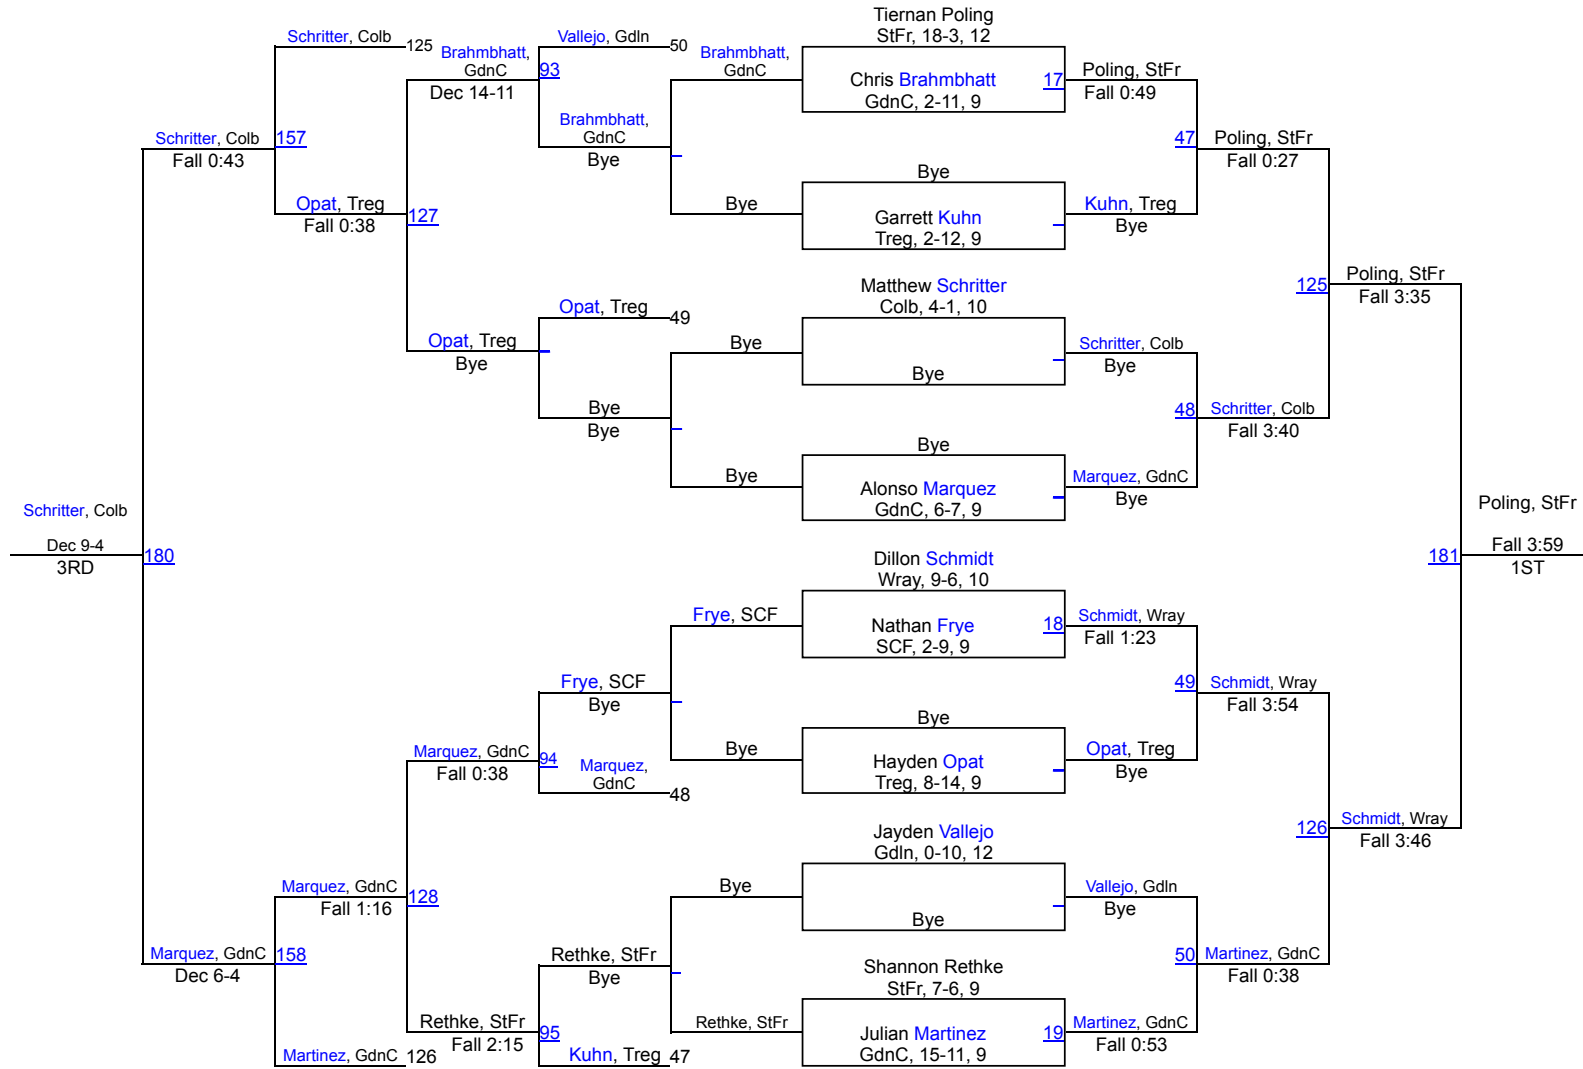 Tiernan Poling
StFr, 18-3, 12
Schritter, Colb
125
Vallejo, Gdln
50
Brahmbhatt,
GdnC
Dec 14-11
93
Brahmbhatt,
GdnC
Chris Brahmbhatt
GdnC, 2-11, 9
17
Poling, StFr
Fall 0:49
Brahmbhatt,
GdnC
Bye
Schritter, Colb
Fall 0:43
157
47
Poling, StFr
Fall 0:27
Bye
Opat, Treg
Fall 0:38
127
Bye
Garrett Kuhn
Treg, 2-12, 9
Kuhn, Treg
Bye
Matthew Schritter
Colb, 4-1, 10
125
Poling, StFr
Fall 3:35
Opat, Treg
49
Opat, Treg
Bye
Bye
Bye
Schritter, Colb
Bye
Bye
Bye
48
Schritter, Colb
Fall 3:40
Bye
Bye
Alonso Marquez
GdnC, 6-7, 9
Marquez, GdnC
Bye
Schritter, Colb
Dec 9-4
3RD
180
Poling, StFr
181
Fall 3:59
1ST
Dillon Schmidt
Wray, 9-6, 10
Frye, SCF
Nathan Frye
SCF, 2-9, 9
18
Schmidt, Wray
Fall 1:23
Frye, SCF
Bye
49
Schmidt, Wray
Fall 3:54
Bye
Marquez, GdnC
Fall 0:38
94
Marquez,
GdnC
48
Bye
Hayden Opat
Treg, 8-14, 9
Opat, Treg
Bye
Jayden Vallejo
Gdln, 0-10, 12
126
Schmidt, Wray
Fall 3:46
Marquez, GdnC
Fall 1:16
128
Bye
Bye
Vallejo, Gdln
Bye
Marquez, GdnC
Dec 6-4
158
Rethke, StFr
Bye
Shannon Rethke
StFr, 7-6, 9
50
Martinez, GdnC
Fall 0:38
Rethke, StFr
Fall 2:15
95
Rethke, StFr
Julian Martinez
GdnC, 15-11, 9
19
Martinez, GdnC
Fall 0:53
Martinez, GdnC
126
Kuhn, Treg
47